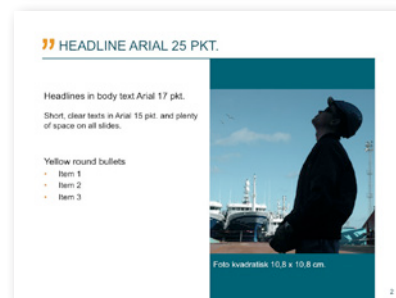 ” HEADLINE ARIAL 25 PKT.
Headlines in body text Arial 17 pkt.
Short, clear texts in Arial 15 pkt. and plenty
of space on all slides.
Yellow round bullets
• Item 1
• Item 2
• Item 3
Foto kvadratisk 10,8 x 10,8 cm.
2